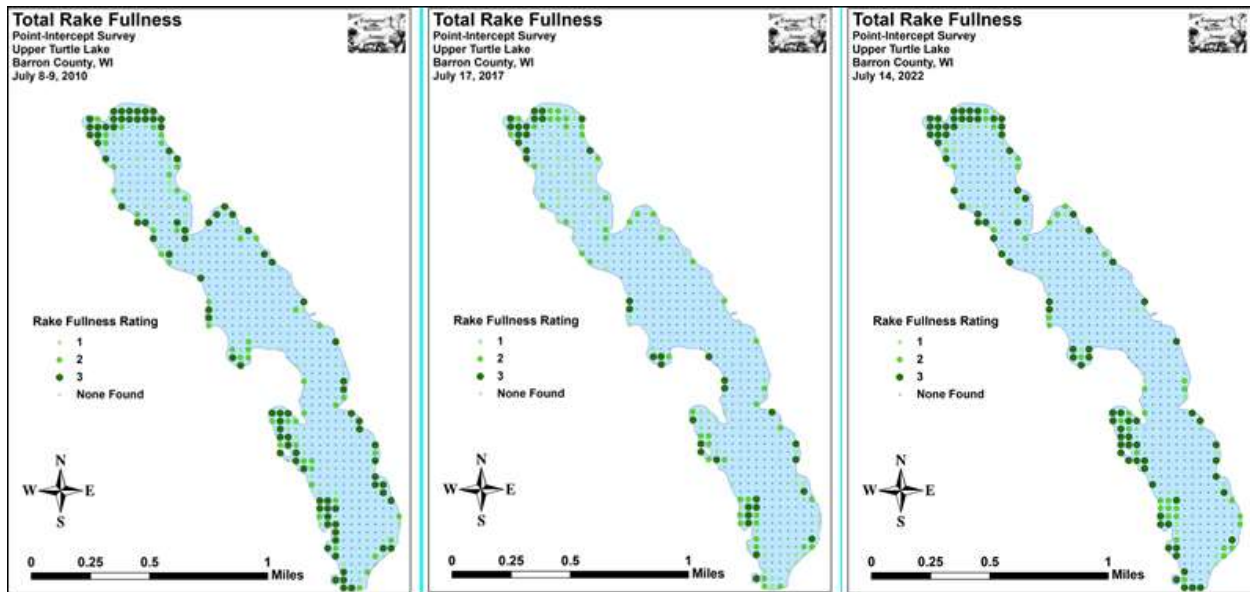 Total Rake Fullness
Point-Intercept Survey
Upper Turtle Lake
Barron County, WI
July 8-9, 2010
Rake Fullness Rating
1
2
3
None Found
N
W E
S
0 0.25 0.5 1
Miles
Total Rake Fullness
Point-Intercept Survey
Upper Turtle Lake
Barron County, WI
July 17, 2017
Rake Fullness Rating
1
2
3
None Found
N
W E
S
0 0.25 0.5 1
Miles
Total Rake Fullness
Point-Intercept Survey
Upper Turtle Lake
Barron County, WI
July 14, 2022
Rake Fullness Rating
1
2
3
None Found
N
W E
S
0 0.25 0.5 1
Miles